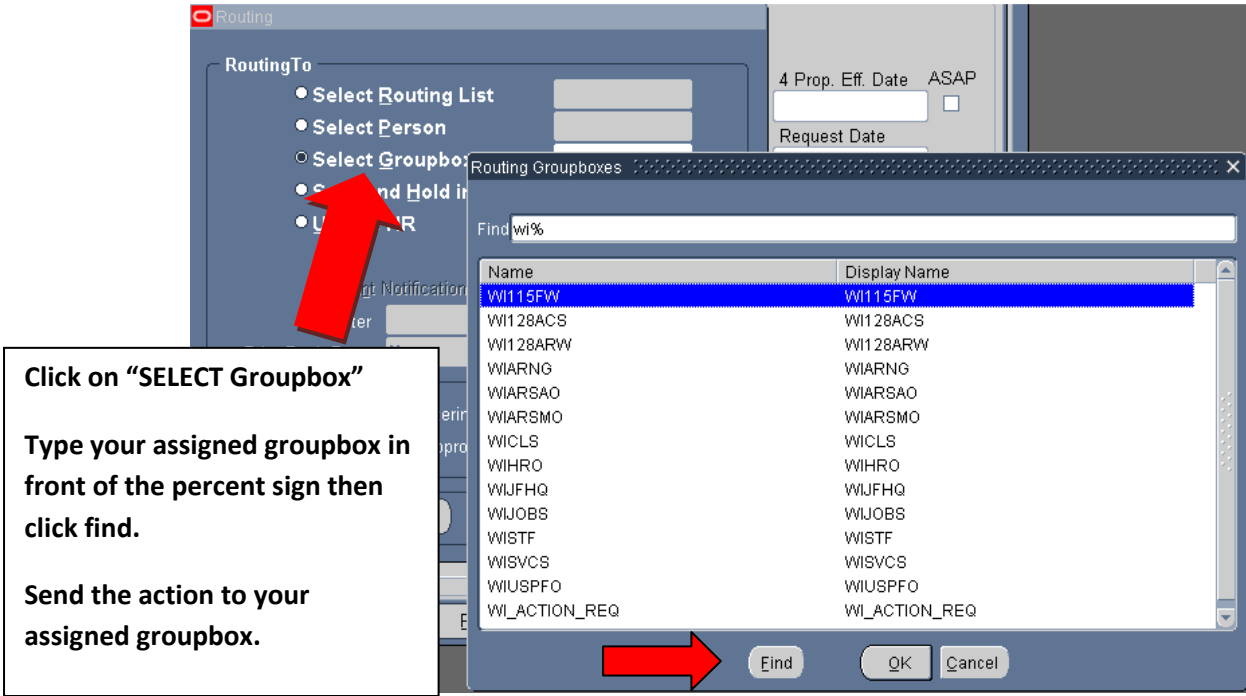 Routing
RoutingTo
Select Routing List
Select Person
Select Groupbox
nd Hold in
HR
Notification
4 Prop. Eff. Date ASAP
Request Date
Routing Groupboxes
Find wi%
Name Display Name
WI115FW WI115FW
WI128ACS WI128ACS
WI128ARW WI128ARW
WIARNG WIARNG
WIARSAO WIARSAO
WIARSMO WIARSMO
WICLS WICLS
WIHRO WIHRO
WIJFHQ WIJFHQ
WIJOBS WIJOBS
WISTF WISTF
WISVCS WISVCS
WIUSPFO WIUSPFO
WI_ACTION_REQ WI_ACTION_REQ
Find OK Cancel
Click on “SELECT Groupbox”
Type your assigned groupbox in
front of the percent sign then
click find.
Send the action to your
assigned groupbox.